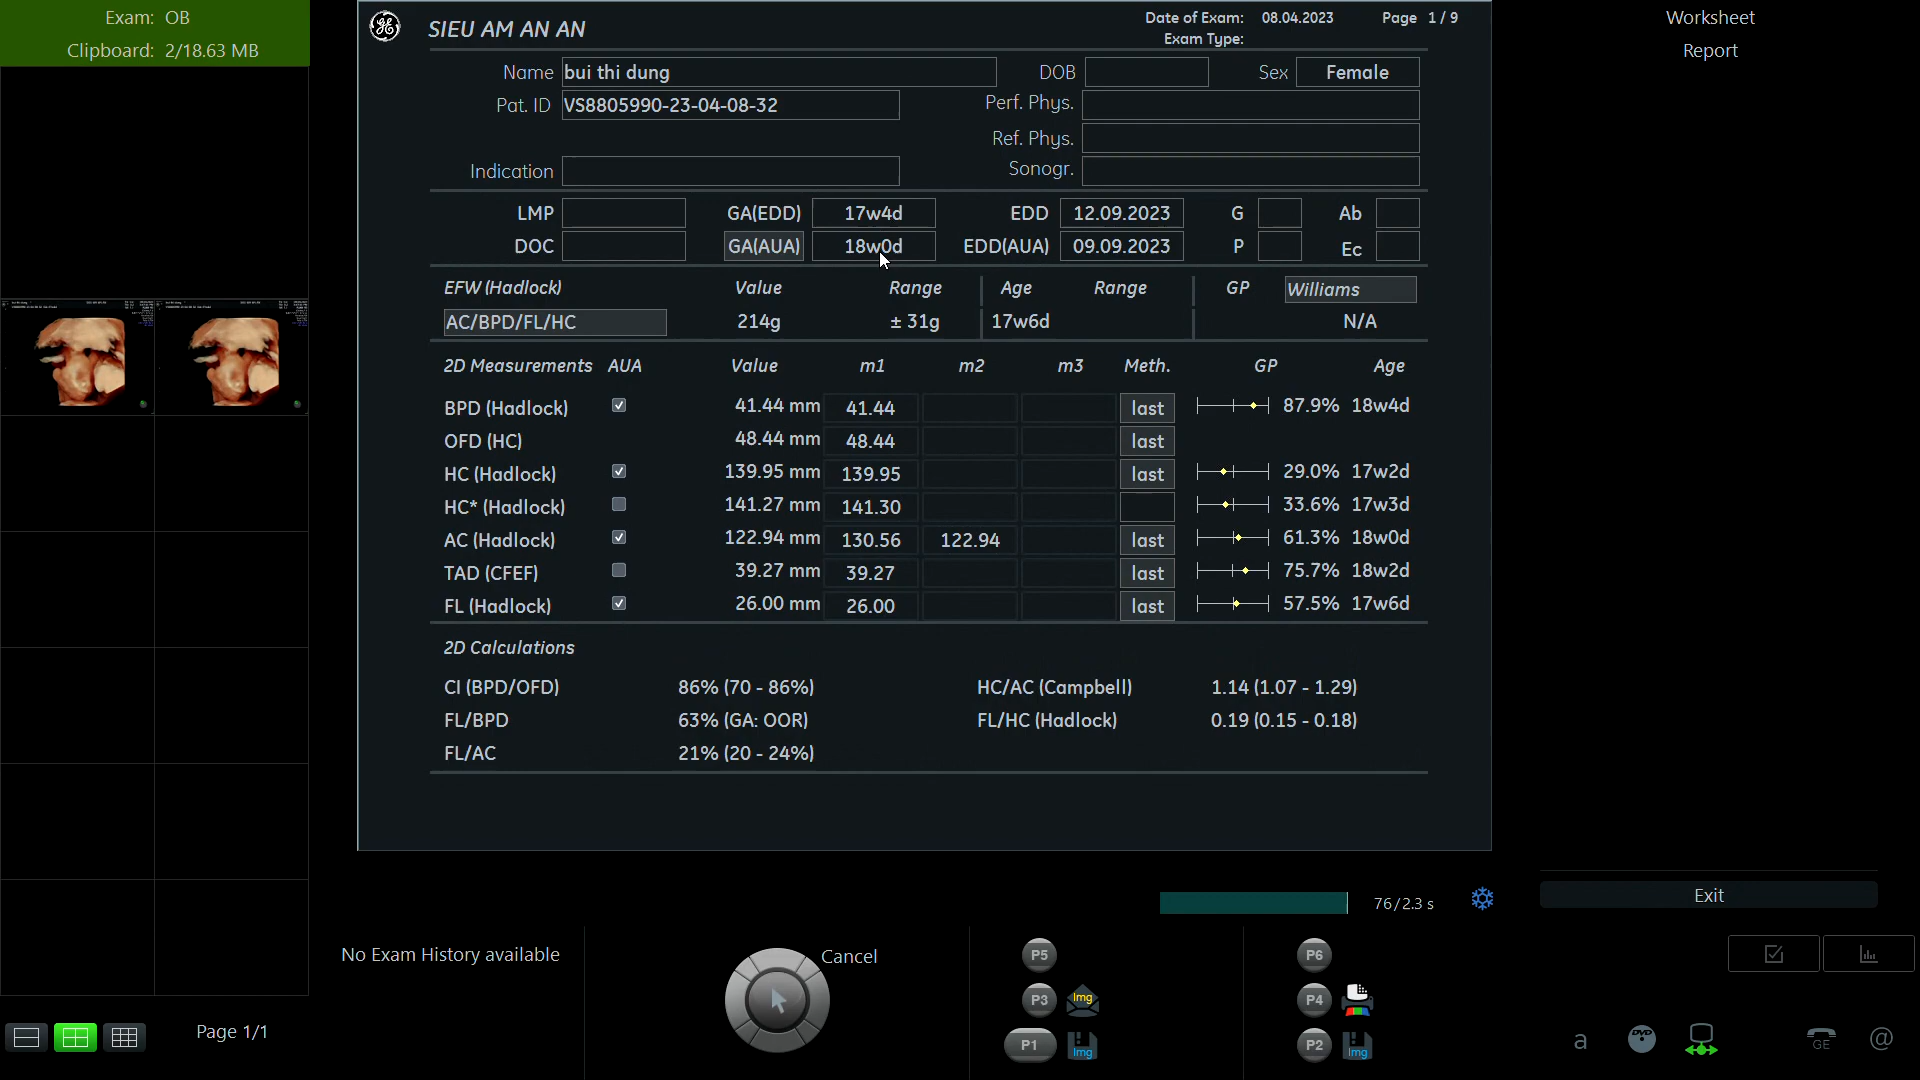 Exam: OB
Clipboard: 2/18.63 MB
SIEU AM AN AN
Date of Exam: 08.04.2023 Page 1 / 9
Exam Type:
Worksheet
Report
Name bui thi dung DOB Sex Female
Pat. ID VS8805990-23-04-08-32 Perf. Phys.
Ref. Phys.
Indication Sonogr.
LMP GA(EDD) 17w4d EDD 12.09.2023 G Ab
DOC GA(AUA) 18w0d EDD(AUA) 09.09.2023 P Ec
EFW (Hadlock) Value Range Age Range GP Williams
AC/BPD/FL/HC 214g ± 31g 17w6d N/A
2D Measurements AUA Value m1 m2 m3 Meth. GP Age
BPD (Hadlock) 41.44 mm 41.44 last 87.9% 18w4d
OFD (HC) 48.44 mm 48.44 last
HC (Hadlock) 139.95 mm 139.95 last 29.0% 17w2d
HC* (Hadlock) 141.27 mm 141.30 33.6% 17w3d
AC (Hadlock) 122.94 mm 130.56 122.94 last 61.3% 18w0d
TAD (CFEF) 39.27 mm 39.27 last 75.7% 18w2d
FL (Hadlock) 26.00 mm 26.00 last 57.5% 17w6d
2D Calculations
CI (BPD/OFD) 86% (70 - 86%) HC/AC (Campbell) 1.14 (1.07 - 1.29)
FL/BPD 63% (GA: OOR) FL/HC (Hadlock) 0.19 (0.15 - 0.18)
FL/AC 21% (20 - 24%)
76/2.3 s
Exit
No Exam History available
Cancel
P5
P6
P3 Img
P4
P1 Img
P2 Img
Page 1/1
a DVD GE @